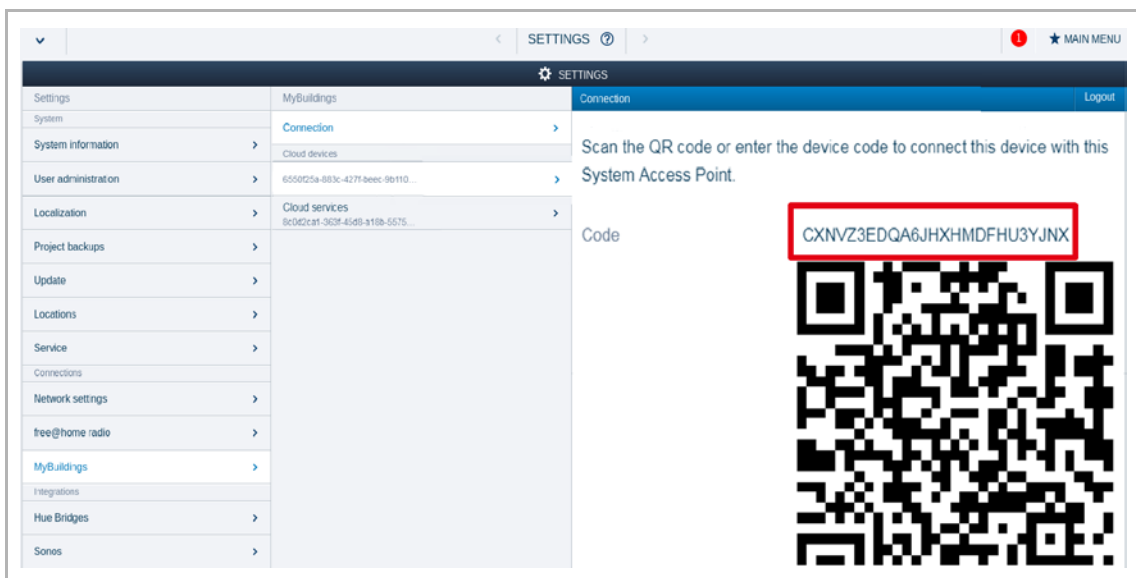 SETTINGS
1
MAIN MENU
SETTINGS
Settings
System
System information
User administration
Localization
Project backups
Update
Locations
Service
Connections
Network settings
free@home radio
MyBuildings
Integrations
Hue Bridges
Sonos
MyBuildings
Connection
Cloud devices
6550f25a-883c-427f-beec-9b110...
Cloud services
8c0d2ca1-363f-45d8-a18b-5575...
Connection
Logout
Scan the QR code or enter the device code to connect this device with this
System Access Point.
Code
CXNVZ3EDQA6JHXHMDFHU3YJNX